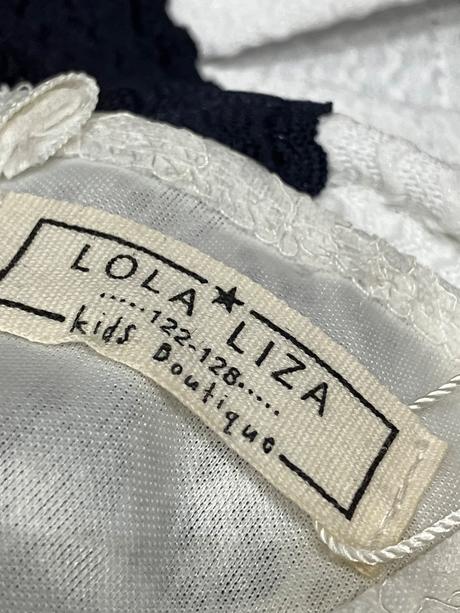 LOLA ★ LIZA
.....122-128.....
kids Boutique